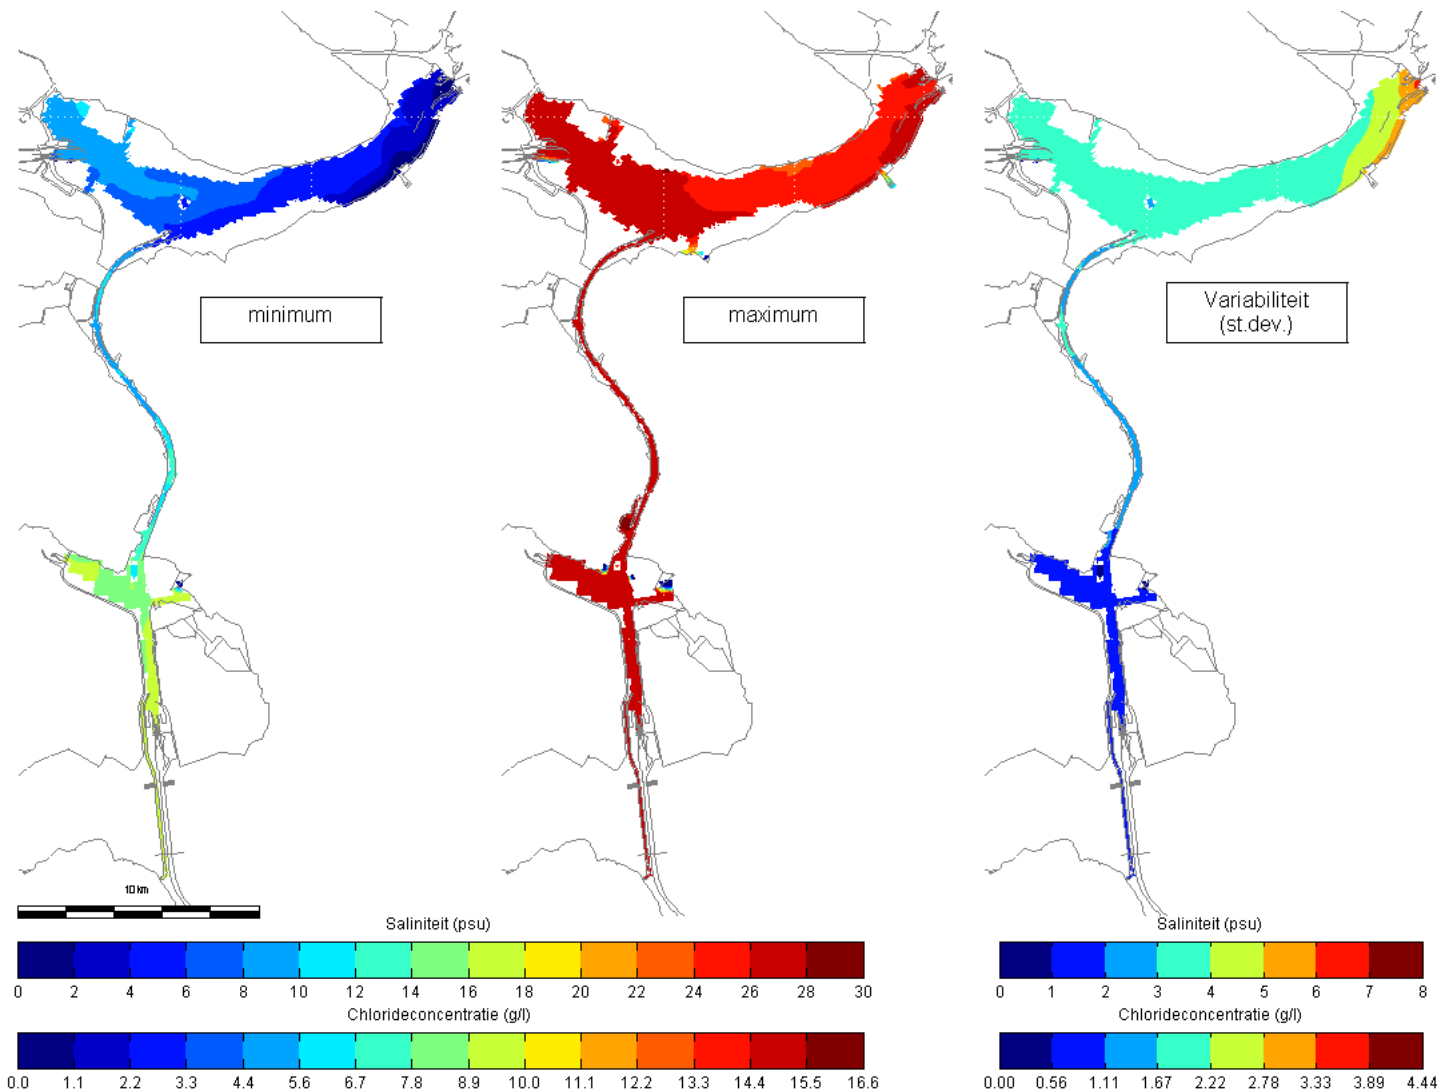 minimum
maximum
Variabiliteit
(st.dev.)
10km
Saliniteit (psu)
0 2 4 6 8 10 12 14 16 18 20 22 24 26 28 30
Chlorideconcentratie (g/l)
0.0 1.1 2.2 3.3 4.4 5.6 6.7 7.8 8.9 10.0 11.1 12.2 13.3 14.4 15.5 16.6
Saliniteit (psu)
0 1 2 3 4 5 6 7 8
Chlorideconcentratie (g/l)
0.00 0.56 1.11 1.67 2.22 2.78 3.33 3.89 4.44